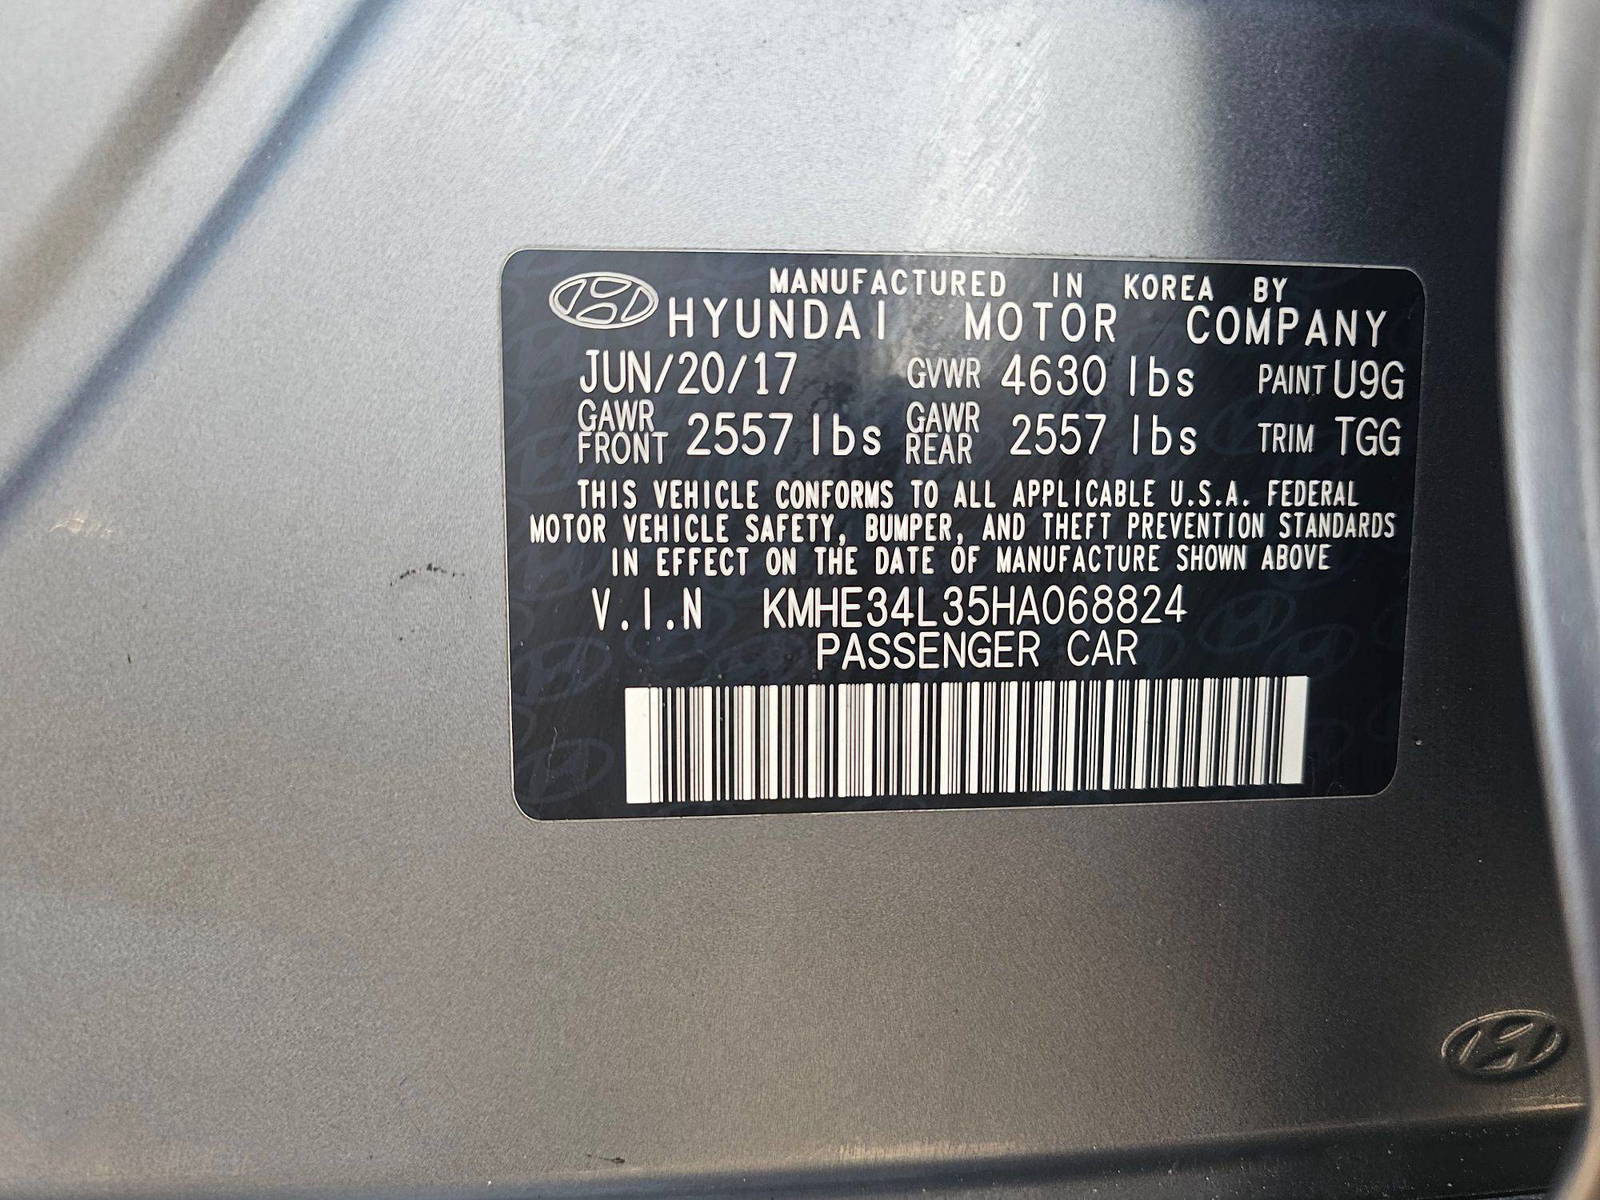 MANUFACTURED IN KOREA BY
HYUNDAI MOTOR COMPANY
JUN/20/17 GVWR 4630 lbs PAINT U9G
GAWR FRONT 2557 lbs GAWR REAR 2557 lbs TRIM TGG
THIS VEHICLE CONFORMS TO ALL APPLICABLE U.S.A. FEDERAL
MOTOR VEHICLE SAFETY, BUMPER, AND THEFT PREVENTION STANDARDS
IN EFFECT ON THE DATE OF MANUFACTURE SHOWN ABOVE
V.I.N KMHE34L35HA068824
PASSENGER CAR